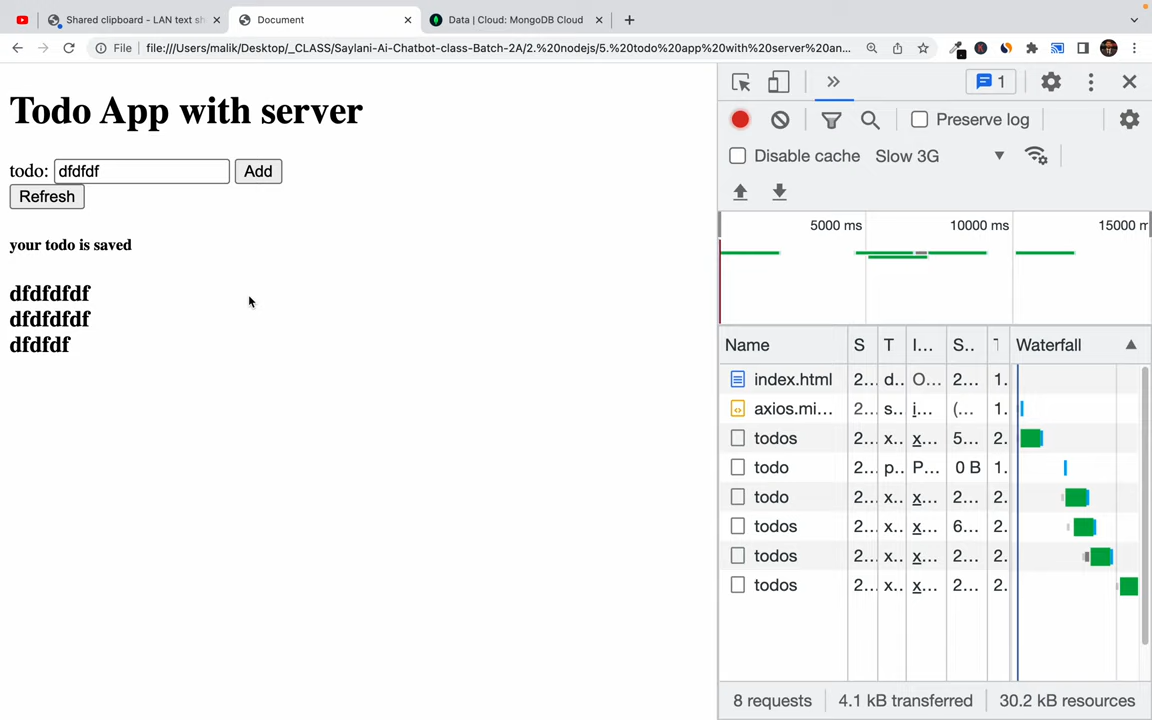 Shared clipboard - LAN text sh
Document
Data | Cloud: MongoDB Cloud
File
file:///Users/malik/Desktop/_CLASS/Saylani-Ai-Chatbot-class-Batch-2A/2.%20nodejs/5.%20todo%20app%20with%20server%20an...
1
Preserve log
Disable cache
Slow 3G
5000 ms
10000 ms
15000 m
Todo App with server
todo: dfdfdf Add
Refresh
your todo is saved
dfdfdfdf
dfdfdfdf
dfdfdf
Name S T I... S.. T Waterfall
index.html 2... d.. O... 2... 1.
axios.mi... 2... s.. i... (... 1.
todos 2... x.. x... 5... 2.
todo 2... p.. P... 0 B 1.
todo 2... x.. x... 2... 2.
todos 2... x.. x... 6... 2.
todos 2... x.. x... 2... 2.
todos 2... x.. x... 2... 2.
8 requests 4.1 kB transferred 30.2 kB resources